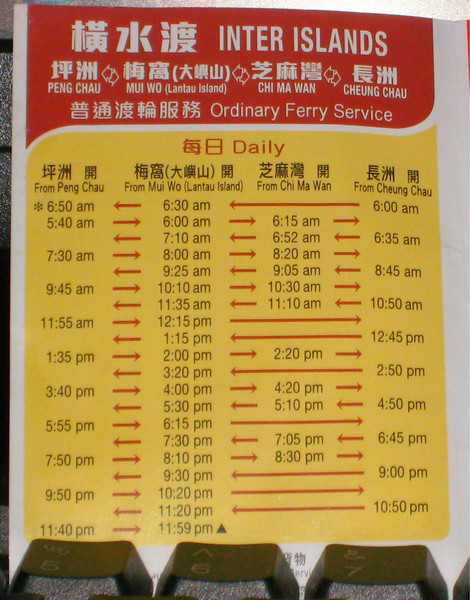 橫水渡 INTER ISLANDS
坪洲 梅窩(大嶼山) 芝麻灣 長洲
PENG CHAU MUI WO (Lantau Island) CHI MA WAN CHEUNG CHAU
普通渡輪服務 Ordinary Ferry Service
每日 Daily
坪洲 開 梅窩(大嶼山) 開 芝麻灣 開 長洲 開
From Peng Chau From Mui Wo (Lantau Island) From Chi Ma Wan From Cheung Chau
*6:50 am ← 6:30 am ← 6:00 am
5:40 am → 6:00 am → 6:15 am →
← 7:10 am ← 6:52 am ← 6:35 am
7:30 am → 8:00 am → 8:20 am →
← 9:25 am ← 9:05 am ← 8:45 am
9:45 am → 10:10 am → 10:30 am →
← 11:35 am ← 11:10 am ← 10:50 am
11:55 am → 12:15 pm →
← 1:15 pm ← 12:45 pm
1:35 pm → 2:00 pm → 2:20 pm →
← 3:20 pm ← 2:50 pm
3:40 pm → 4:00 pm → 4:20 pm →
← 5:30 pm ← 5:10 pm ← 4:50 pm
5:55 pm → 6:15 pm →
← 7:30 pm ← 7:05 pm ← 6:45 pm
7:50 pm → 8:10 pm → 8:30 pm →
← 9:30 pm ← 9:00 pm
9:50 pm → 10:20 pm →
← 11:20 pm ← 10:50 pm
11:40 pm → 11:59 pm ▲
貨物
% ^ &
5 6 7